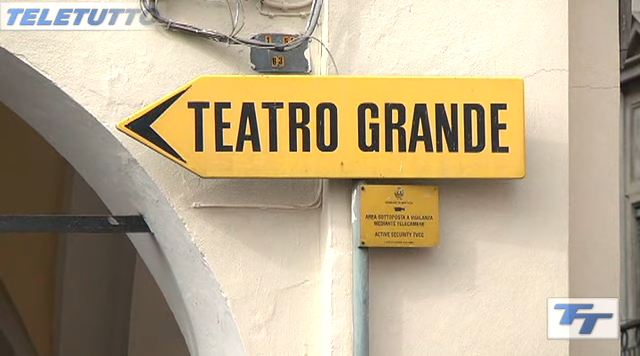 TELETUTTO
TEATRO GRANDE
AREA SOTTOPOSTA A VIGILANZA
MEDIANTE TELECAMERE
ACTIVE SECURITY TVCC
TT